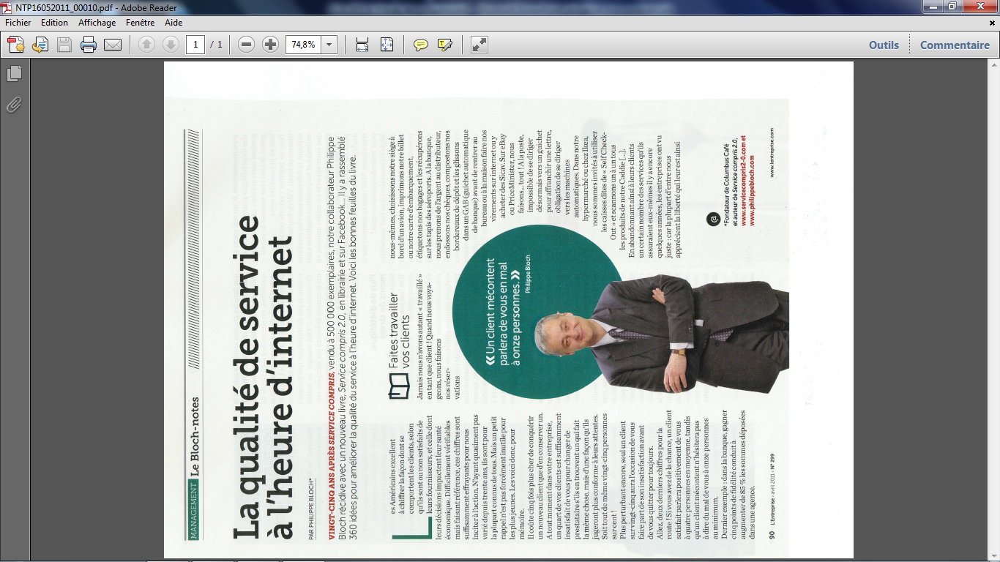 NTP16052011_00010.pdf - Adobe Reader
Fichier Edition Affichage Fenêtre Aide
1 / 1 74,8% Outils Commentaire
MANAGEMENT Le Bloch-notes
La qualité de service
à l'heure d'internet
PAR PHILIPPE BLOCH*
VINGT-CINQ ANS APRÈS SERVICE COMPRIS, vendu à 500 000 exemplaires, notre collaborateur Philippe
Bloch récidive avec un nouveau livre, Service compris 2.0, en librairie et sur Facebook... Il y a rassemblé
360 idées pour améliorer la qualité du service à l'heure d'internet. Voici les bonnes feuilles du livre.
Les Américains excellent
à chiffrer la façon dont se
comportent les clients, selon
qu'ils sont ou non satisfaits de
leurs fournisseurs, et celle dont
leurs décisions impactent leur santé
économique. Difficilement vérifiables
mais faisant référence, ces chiffres sont
suffisamment effrayants pour nous
inciter à l'action. N'ayant quasiment pas
varié depuis trente ans, ils sont pour
la plupart connus de tous. Mais un petit
rappel n'est pas forcément inutile pour
les plus jeunes. Les voici donc, pour
mémoire.
Il coûte cinq fois plus cher de conquérir
un nouveau client que d'en conserver un.
A tout moment dans votre entreprise,
un quart de vos clients est suffisamment
insatisfait de vous pour changer de
prestataire s'ils en trouvent un qui fait
la même chose, mais d'une façon qu'ils
jugeront plus conforme à leurs attentes.
Soit tout de même vingt-cinq personnes
sur cent !
Plus perturbant encore, seul un client
sur vingt-cinq aura l'occasion de vous
faire part de son insatisfaction avant
de vous quitter pour toujours.
Allez, deux derniers chiffres pour la
route ! Si vous avez de la chance, un client
satisfait parlera positivement de vous
à quatre personnes en moyenne, tandis
qu'un client mécontent n'hésitera pas
à dire du mal de vous à onze personnes
au minimum.
Dernier exemple : dans la banque, gagner
cinq points de fidélité conduit à
augmenter de 85 % les sommes déposées
dans une agence.
Faites travailler
vos clients
Jamais nous n'avons autant « travaillé »
en tant que client ! Quand nous voya-
geons, nous faisons
nos réser-
vations
nous-mêmes, choisissons notre siège à
bord d'un avion, imprimons notre billet
ou notre carte d'embarquement,
étiquetons nos bagages et les récupérons
sur les tapis des aéroports. A la banque,
nous prenons de l'argent au distributeur,
endossons nos chèques, compostons nos
bordereaux de dépôt et les glissons
dans un GAB (guichet automatique
de banque) avant de rentrer au
bureau ou à la maison faire nos
virements sur internet ou y
acheter des Sicav. Sur eBay
ou PriceMinister, nous
faisons... tout ! A la poste,
impossible de se diriger
désormais vers un guichet
pour affranchir une lettre,
obligation de se diriger
vers les machines
automatiques. Dans notre
hypermarché ou chez Ikea,
nous sommes invités à utiliser
les caisses dites de « Self Check-
Out » et scannons un à un tous
les produits de notre Caddie [...].
En abandonnant ainsi à leurs clients
un certain nombre des services qu'ils
assuraient eux-mêmes il y a encore
quelques années, les entreprises ont vu
juste : car la plupart d'entre nous
apprécient la liberté qui leur est ainsi
« Un client mécontent
parlera de vous en mal
à onze personnes. »
Philippe Bloch
@
*Fondateur de Columbus Café
et auteur de Service compris 2.0,
www.servicecompris2-0.com et
www.philippebloch.com
90 L'Entreprise - avril 2011 - N° 299
www.lentreprise.com